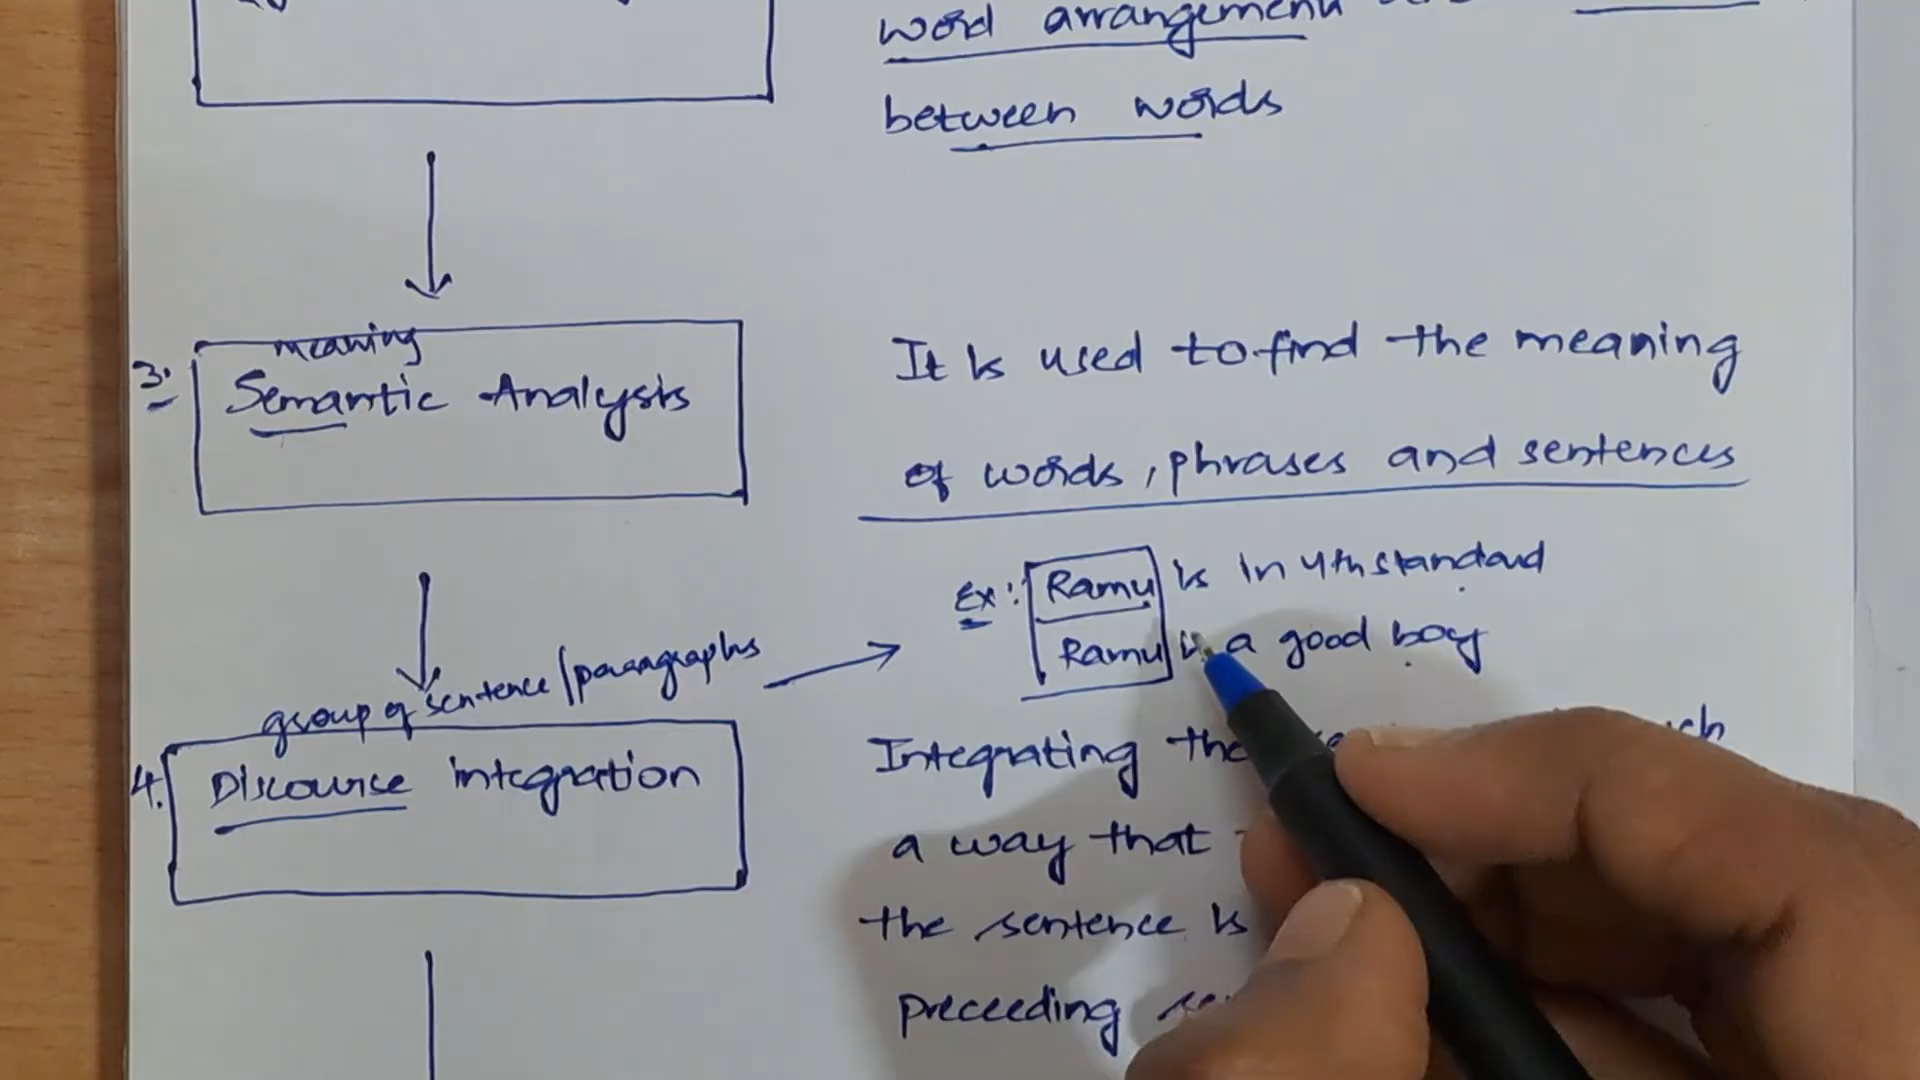 word arrangement
between words
meaning
3. Semantic Analysis
It is used to find the meaning
of words, phrases and sentences
Ex: Ramu is in 4th standard
Ramu is a good boy
group of sentence/paragraphs
4. Discourse integration
Integrating the
a way that
the sentence is
preceeding